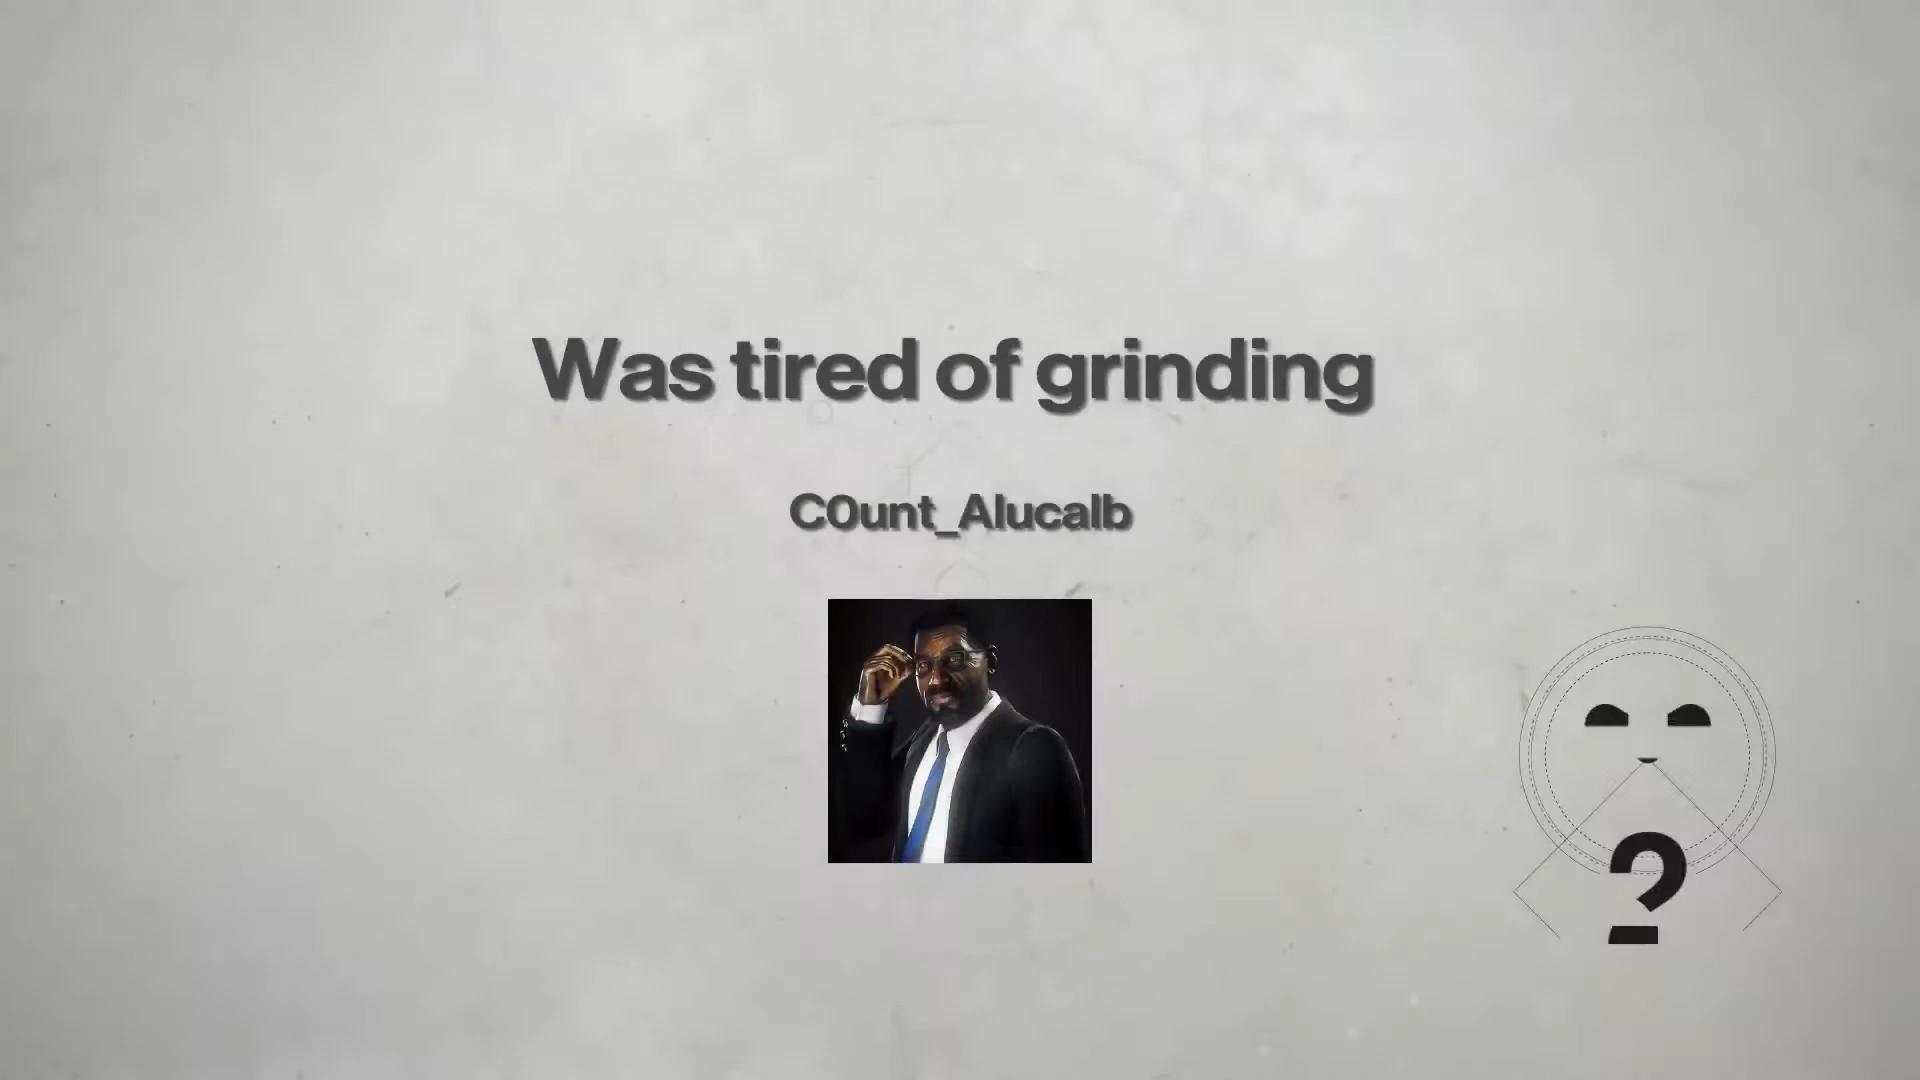 Was tired of grinding
C0unt_Alucalb
?